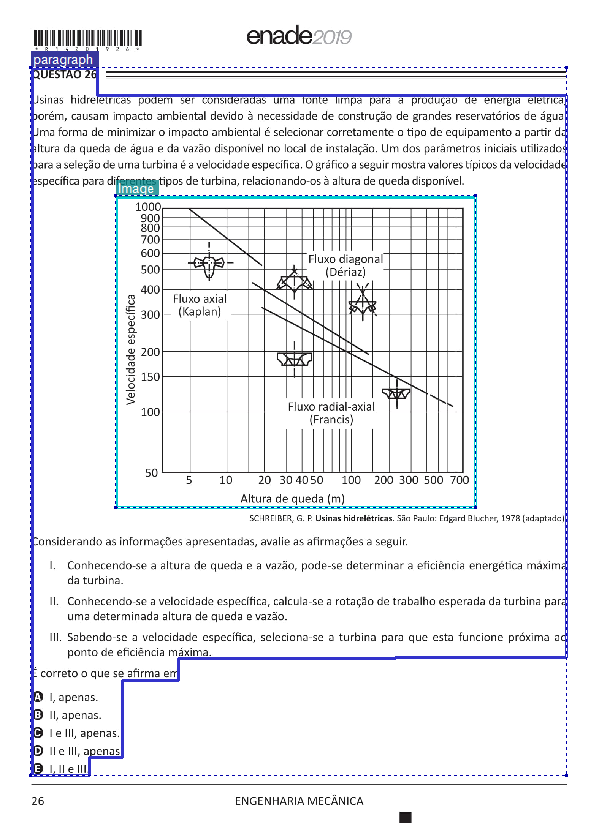 enade2019
*R1420192​6*
paragraph
QUESTÃO 26
Usinas hidrelétricas podem ser consideradas uma fonte limpa para a produção de energia elétrica,
porém, causam impacto ambiental devido à necessidade de construção de grandes reservatórios de água.
Uma forma de minimizar o impacto ambiental é selecionar corretamente o tipo de equipamento a partir da
altura da queda de água e da vazão disponível no local de instalação. Um dos parâmetros iniciais utilizados
para a seleção de uma turbina é a velocidade específica. O gráfico a seguir mostra valores típicos da velocidade
específica para diferentes tipos de turbina, relacionando-os à altura de queda disponível.
Image
1000
900
800
700
600
500
400
300
200
150
100
50
Velocidade específica
Fluxo diagonal
(Dériaz)
Fluxo axial
(Kaplan)
Fluxo radial-axial
(Francis)
5 10 20 30 40 50 100 200 300 500 700
Altura de queda (m)
SCHREIBER, G. P. Usinas hidrelétricas. São Paulo: Edgard Blucher, 1978 (adaptado).
Considerando as informações apresentadas, avalie as afirmações a seguir.
I. Conhecendo-se a altura de queda e a vazão, pode-se determinar a eficiência energética máxima
da turbina.
II. Conhecendo-se a velocidade específica, calcula-se a rotação de trabalho esperada da turbina para
uma determinada altura de queda e vazão.
III. Sabendo-se a velocidade específica, seleciona-se a turbina para que esta funcione próxima ao
ponto de eficiência máxima.
É correto o que se afirma em
A I, apenas.
B II, apenas.
C I e III, apenas.
D II e III, apenas.
E I, II e III.
26
ENGENHARIA MECÂNICA